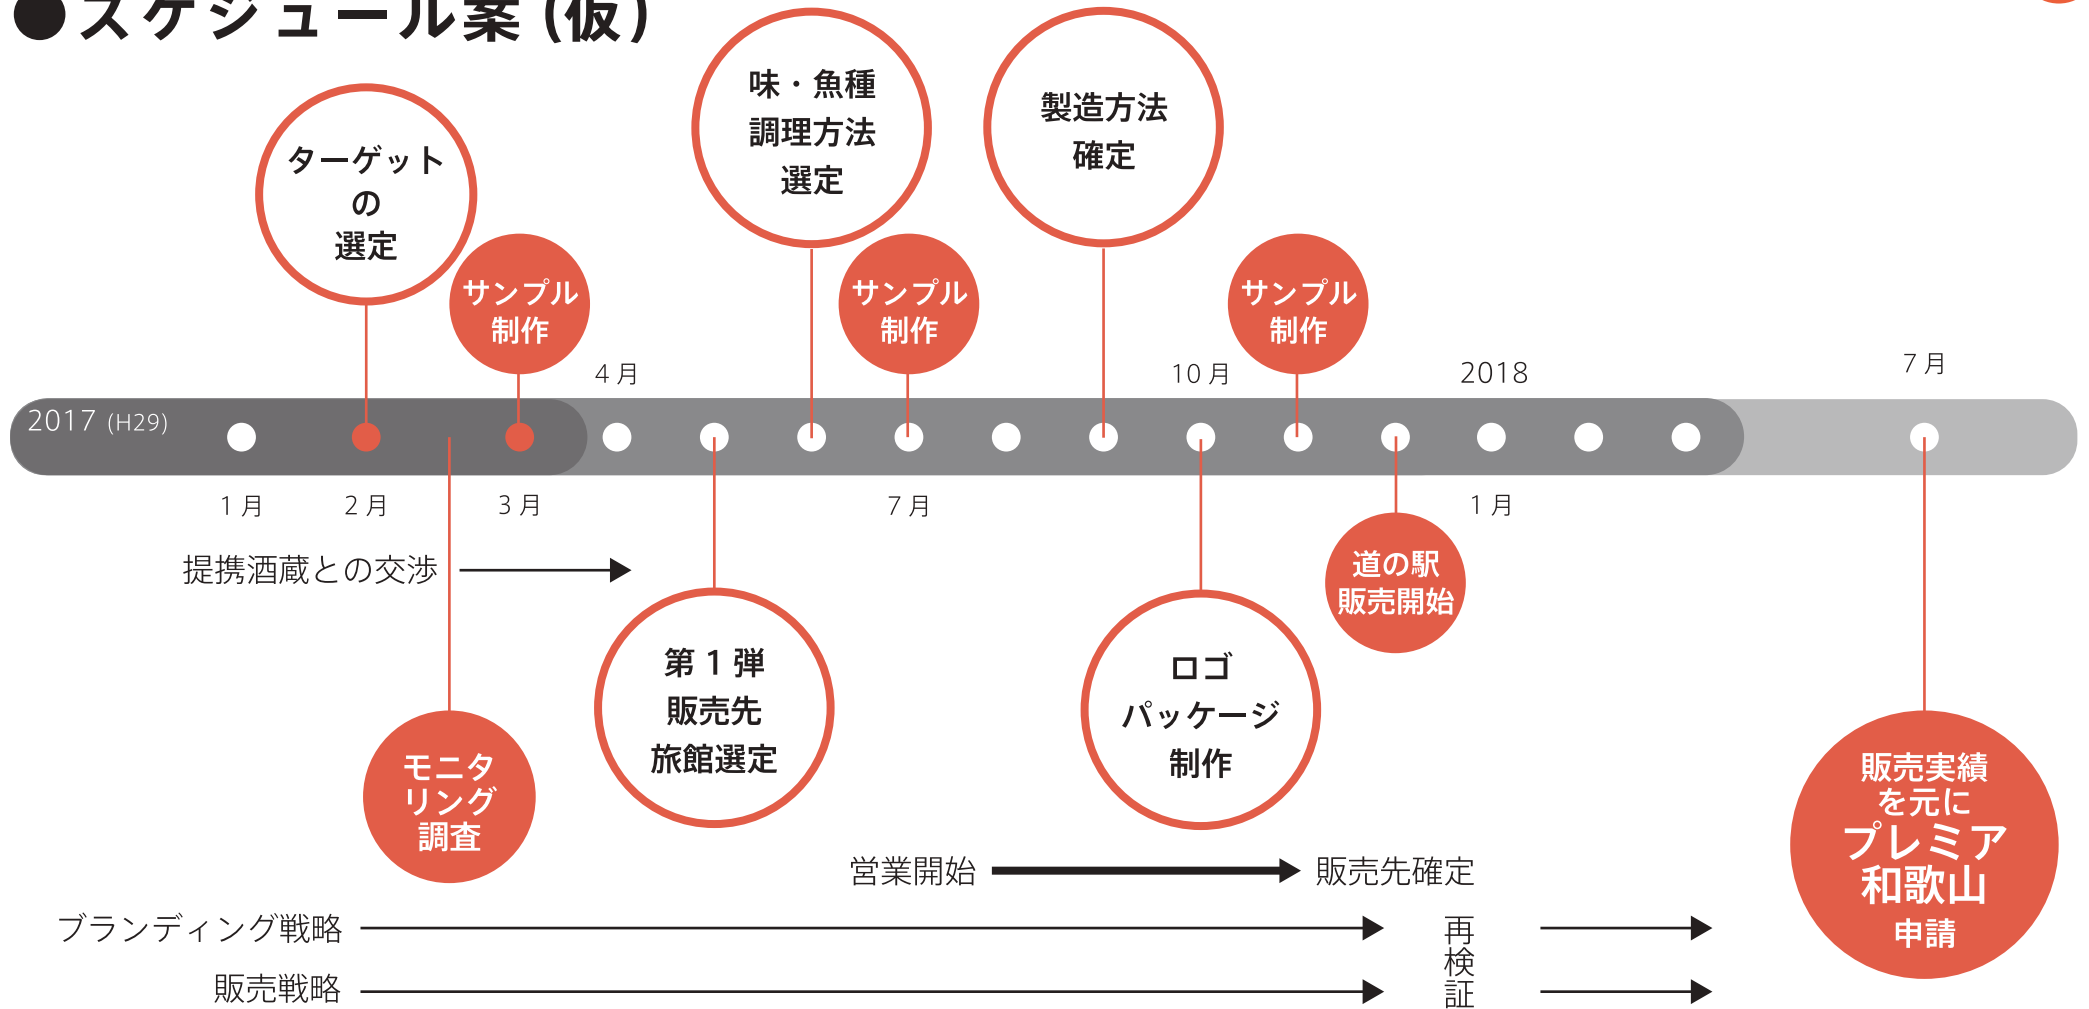 ●スケジュール案(仮)
ターゲット
の
選定
サンプル
制作
味・魚種
調理方法
選定
サンプル
制作
製造方法
確定
サンプル
制作
4月
10月
2018
7月
2017 (H29)
1月
2月
3月
7月
1月
提携酒蔵との交渉
モニタ
リング
調査
第1弾
販売先
旅館選定
ロゴ
パッケージ
制作
道の駅
販売開始
販売実績
を元に
プレミア
和歌山
申請
営業開始
販売先確定
ブランディング戦略
販売戦略
再
検
証